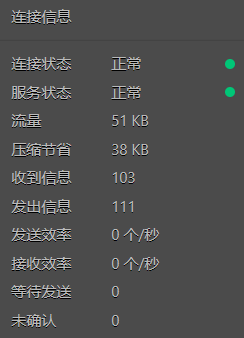 连接信息
连接状态 正常
服务状态 正常
流量 51 KB
压缩节省 38 KB
收到信息 103
发出信息 111
发送效率 0 个/秒
接收效率 0 个/秒
等待发送 0
未确认 0